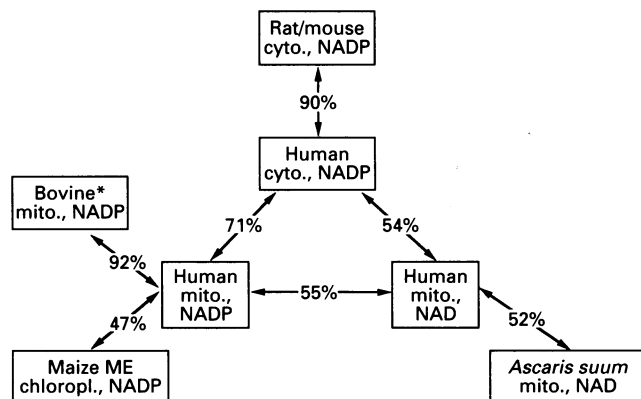 Rat/mouse
cyto., NADP
90%
Human
cyto., NADP
Bovine*
mito., NADP
71%
54%
92%
Human
mito.,
NADP
55%
Human
mito.,
NAD
47%
52%
Maize ME
chloropl., NADP
Ascaris suum
mito., NAD